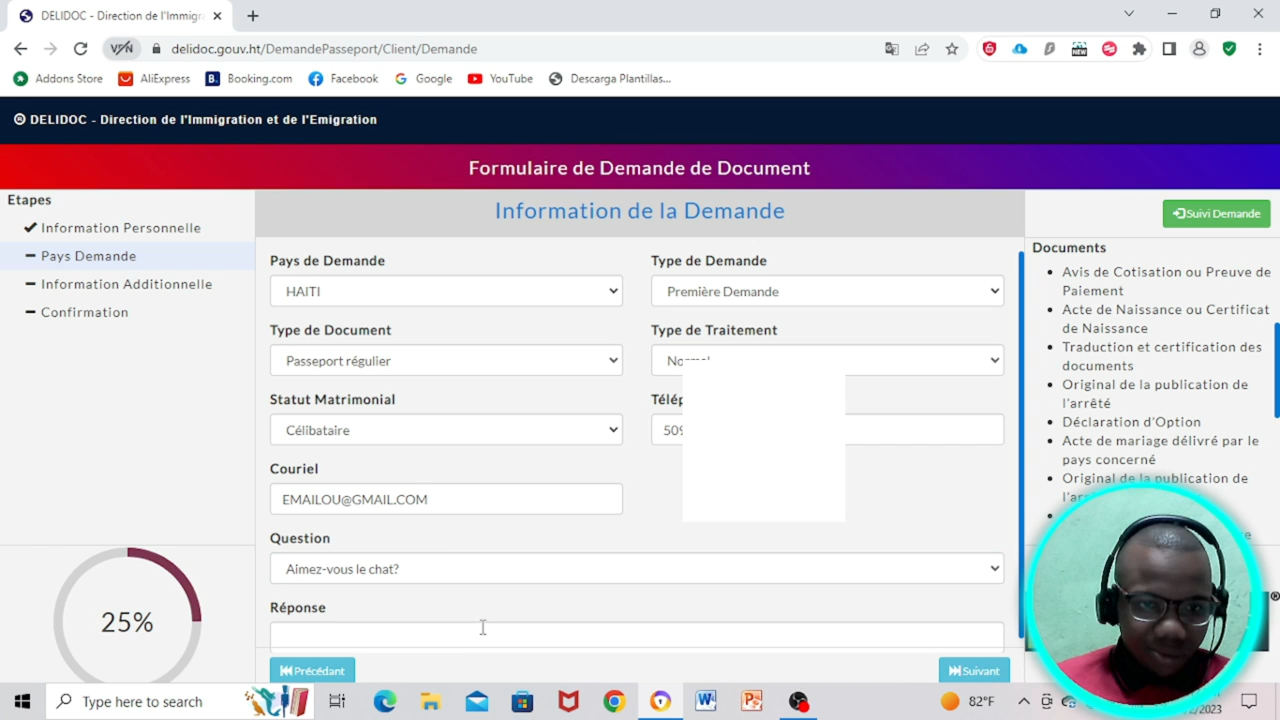 DELIDOC - Direction de l'Immigra
delidoc.gouv.ht/DemandePasseport/Client/Demande
Addons Store
AliExpress
Booking.com
Facebook
Google
YouTube
Descarga Plantillas...
DELIDOC - Direction de l'Immigration et de l'Emigration
Formulaire de Demande de Document
Etapes
Information Personnelle
Pays Demande
Information Additionnelle
Confirmation
25%
Information de la Demande
Pays de Demande
HAITI
Type de Demande
Première Demande
Type de Document
Passeport régulier
Type de Traitement
Normal
Statut Matrimonial
Célibataire
Télép
509
Couriel
EMAILOU@GMAIL.COM
Question
Aimez-vous le chat?
Réponse
Précédant
Suivant
Suivi Demande
Documents
Avis de Cotisation ou Preuve de
Paiement
Acte de Naissance ou Certificat
de Naissance
Traduction et certification des
documents
Original de la publication de
l'arrêté
Déclaration d'Option
Acte de mariage délivré par le
pays concerné
Original de la publication de
Type here to search
82°F
2023